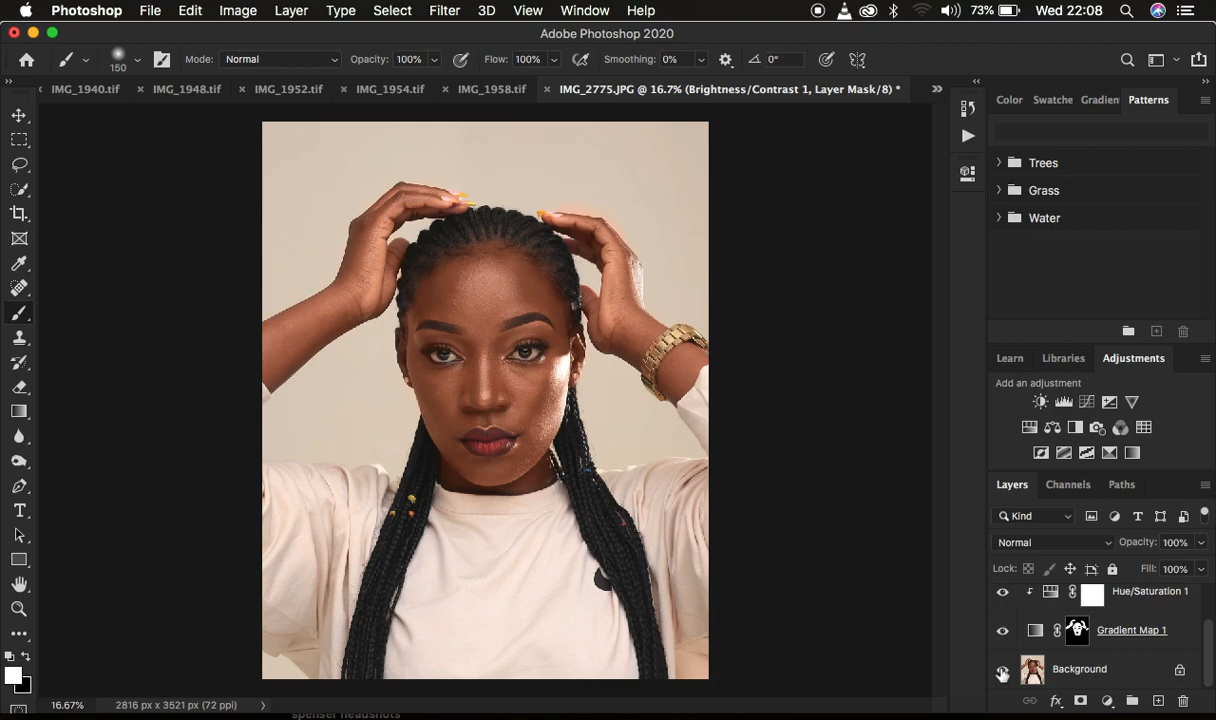 Photoshop File Edit Image Layer Type Select Filter 3D View Window Help 73% Wed 22:08
Adobe Photoshop 2020
150 Mode: Normal Opacity: 100% Flow: 100% Smoothing: 0% 0°
IMG_1940.tif × IMG_1948.tif × IMG_1952.tif × IMG_1954.tif × IMG_1958.tif × IMG_2775.JPG @ 16.7% (Brightness/Contrast 1, Layer Mask/8) *
Color Swatche Gradien Patterns
Trees
Grass
Water
Learn Libraries Adjustments
Add an adjustment
Layers Channels Paths
Kind
Normal Opacity: 100%
Lock: Fill: 100%
Hue/Saturation 1
Gradient Map 1
Background
16.67% 2816 px x 3521 px (72 ppi)
spenser headshots